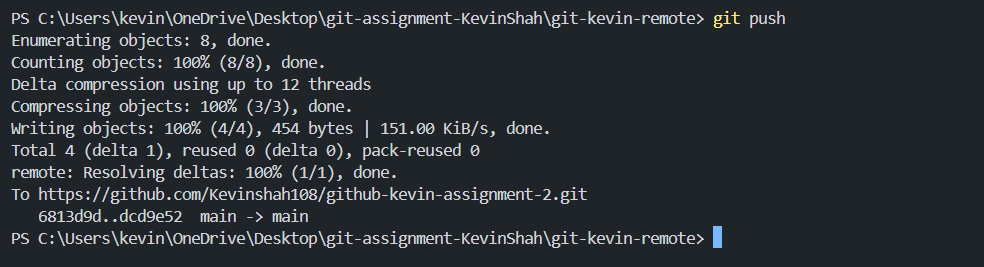 PS C:\Users\kevin\OneDrive\Desktop\git-assignment-KevinShah\git-kevin-remote> git push
Enumerating objects: 8, done.
Counting objects: 100% (8/8), done.
Delta compression using up to 12 threads
Compressing objects: 100% (3/3), done.
Writing objects: 100% (4/4), 454 bytes | 151.00 KiB/s, done.
Total 4 (delta 1), reused 0 (delta 0), pack-reused 0
remote: Resolving deltas: 100% (1/1), done.
To https://github.com/Kevinshah108/github-kevin-assignment-2.git
   6813d9d..dcd9e52  main -> main
PS C:\Users\kevin\OneDrive\Desktop\git-assignment-KevinShah\git-kevin-remote>